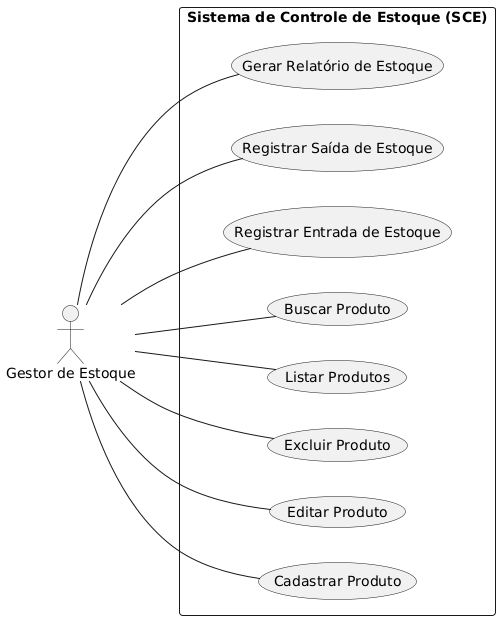 Sistema de Controle de Estoque (SCE)
Gerar Relatório de Estoque
Registrar Saída de Estoque
Registrar Entrada de Estoque
Buscar Produto
Gestor de Estoque
Listar Produtos
Excluir Produto
Editar Produto
Cadastrar Produto